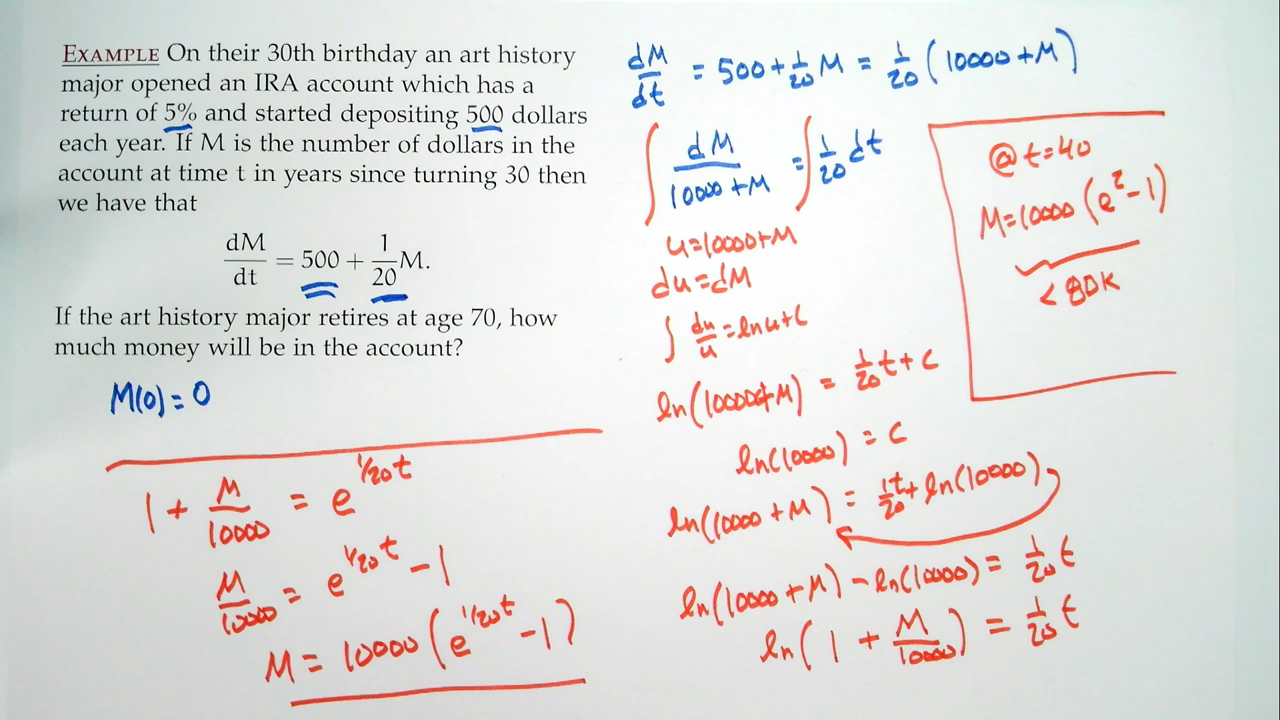 EXAMPLE On their 30th birthday an art history
major opened an IRA account which has a
return of 5% and started depositing 500 dollars
each year. If M is the number of dollars in the
account at time t in years since turning 30 then
we have that
dM/dt = 500 + 1/20 M.
If the art history major retires at age 70, how
much money will be in the account?
M(0) = 0
dM/dt = 500 + 1/20 M = 1/20 (10000 + M)
∫ dM/(10000 + M) = ∫ 1/20 dt
u = 10000 + M
du = dM
∫ du/u = ln u + C
ln(10000 + M) = 1/20 t + C
ln(10000) = C
ln(10000 + M) = 1t/20 + ln(10000)
ln(10000 + M) - ln(10000) = 1/20 t
ln(1 + M/10000) = 1/20 t
1 + M/10000 = e^(1/20 t)
M/10000 = e^(1/20 t) - 1
M = 10000 (e^(1/20 t) - 1)
@ t = 40
M = 10000 (e² - 1)
< 80K